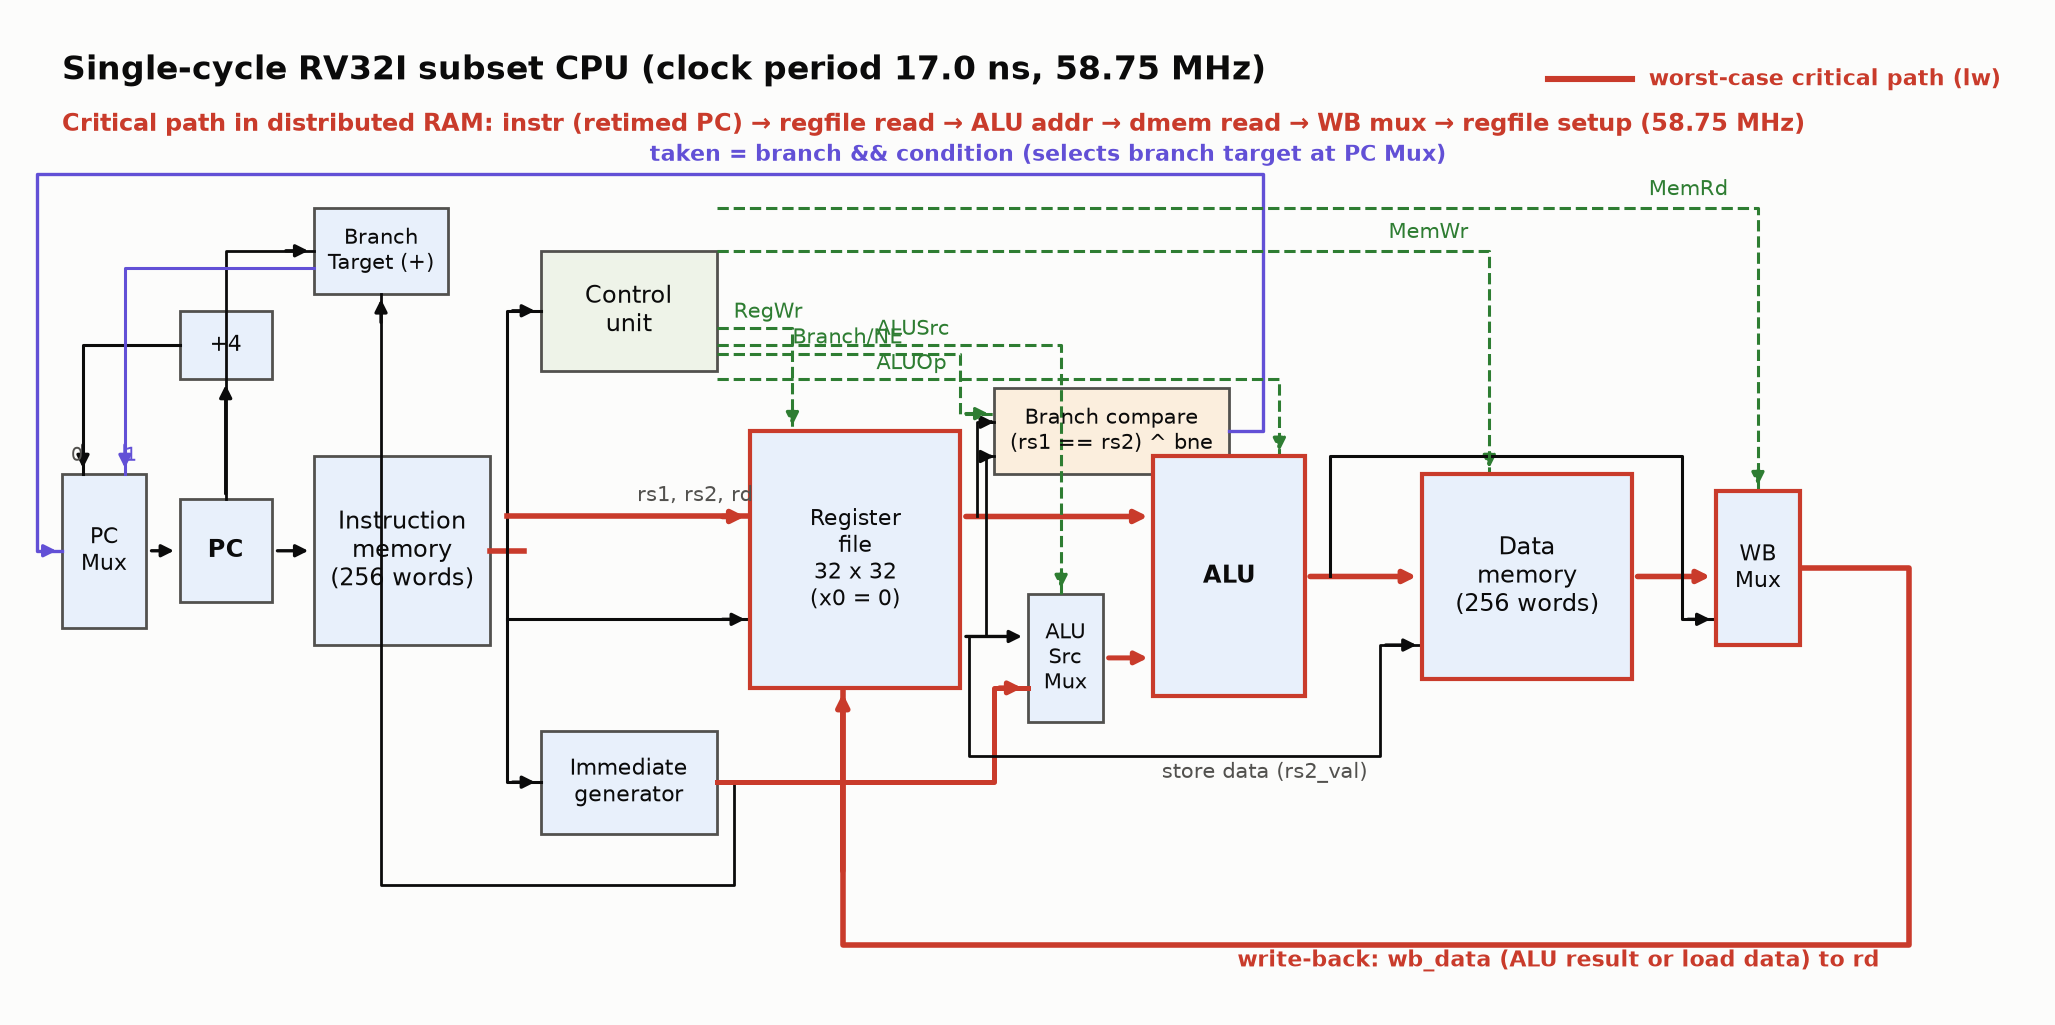 Single-cycle RV32I subset CPU (clock period 17.0 ns, 58.75 MHz)
worst-case critical path (lw)
Critical path in distributed RAM: instr (retimed PC) → regfile read → ALU addr → dmem read → WB mux → regfile setup (58.75 MHz)
taken = branch && condition (selects branch target at PC Mux)
MemRd
MemWr
Branch
Target (+)
Control
unit
RegWr
ALUSrc
Branch/NE
ALUOp
+4
Branch compare
(rs1 == rs2) ^ bne
0
1
rs1, rs2, rd
PC
Mux
PC
Instruction
memory
(256 words)
Register
file
32 x 32
(x0 = 0)
ALU
Src
Mux
ALU
Data
memory
(256 words)
WB
Mux
Immediate
generator
store data (rs2_val)
write-back: wb_data (ALU result or load data) to rd